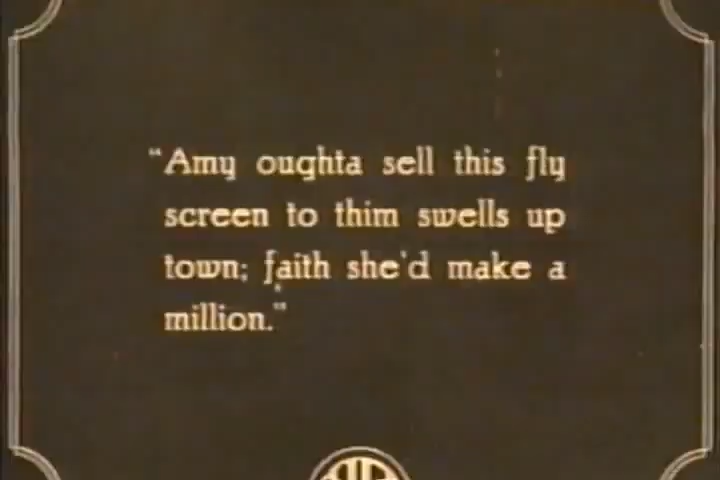 "Amy oughta sell this fly
screen to thim swells up
town; faith she'd make a
million."